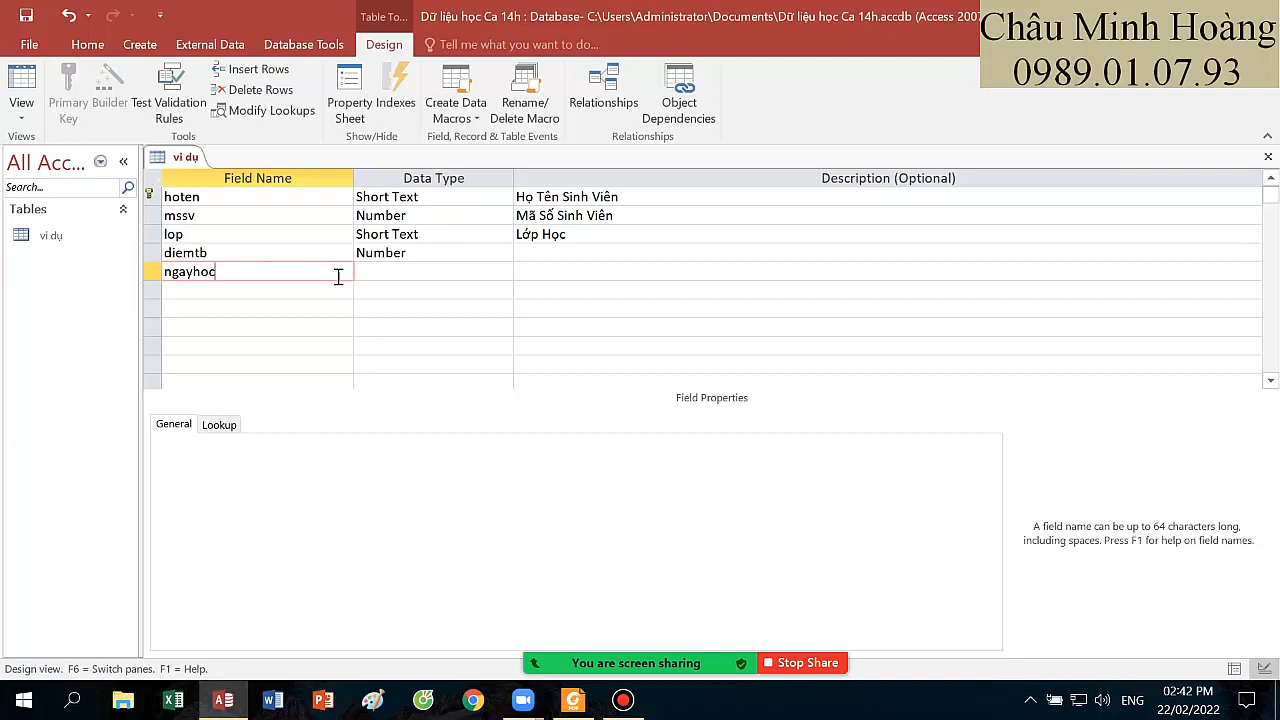 Table To...
Dữ liệu học Ca 14h : Database- C:\Users\Administrator\Documents\Dữ liệu học Ca 14h.accdb (Access 2007
Châu Minh Hoàng
0989.01.07.93
File
Home
Create
External Data
Database Tools
Design
Tell me what you want to do...
View
Primary Key
Builder
Test Validation Rules
Insert Rows
Delete Rows
Modify Lookups
Property Sheet
Indexes
Create Data Macros
Rename/ Delete Macro
Relationships
Object Dependencies
Views
Tools
Show/Hide
Field, Record & Table Events
Relationships
All Acc...
Search...
Tables
ví dụ
ví dụ
Field Name Data Type Description (Optional)
hoten Short Text Họ Tên Sinh Viên
mssv Number Mã Số Sinh Viên
lop Short Text Lớp Học
diemtb Number
ngayhoc
Field Properties
General
Lookup
A field name can be up to 64 characters long,
including spaces. Press F1 for help on field names.
Design view. F6 = Switch panes. F1 = Help.
You are screen sharing
Stop Share
ENG
02:42 PM
22/02/2022